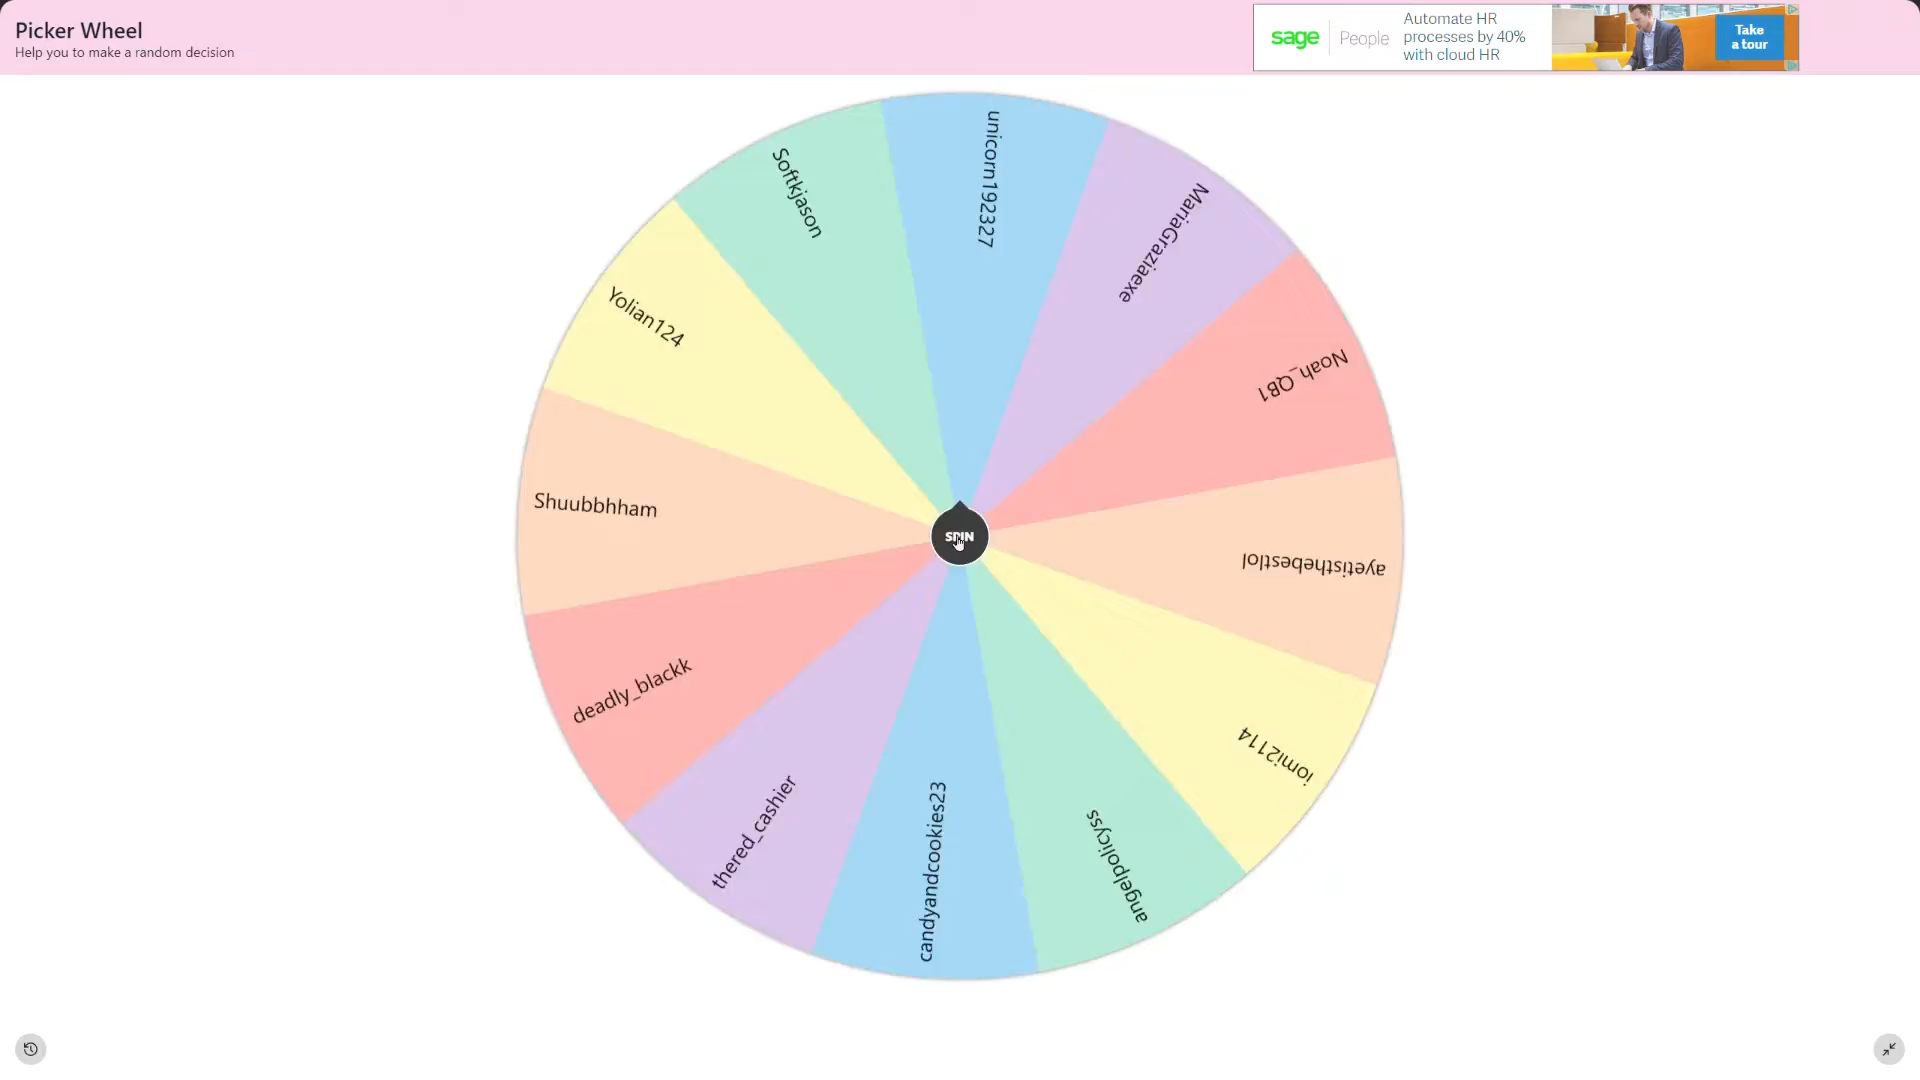 Picker Wheel
Help you to make a random decision
sage People
Automate HR
processes by 40%
with cloud HR
Take
a tour
unicorn192327
MariaGraziaexe
Noah_QB1
ayetisthebestlol
iomi2114
angelpolicyss
candyandcookies23
thered_cashier
deadly_blackk
Shuubbhham
Yolian124
Softkjason
SPIN